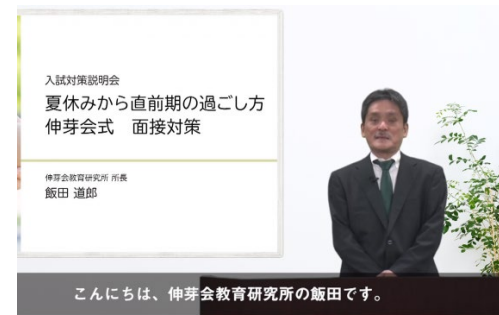 入試対策説明会
夏休みから直前期の過ごし方
伸芽会式　面接対策
伸芽会教育研究所 所長
飯田 道郎
こんにちは、伸芽会教育研究所の飯田です。